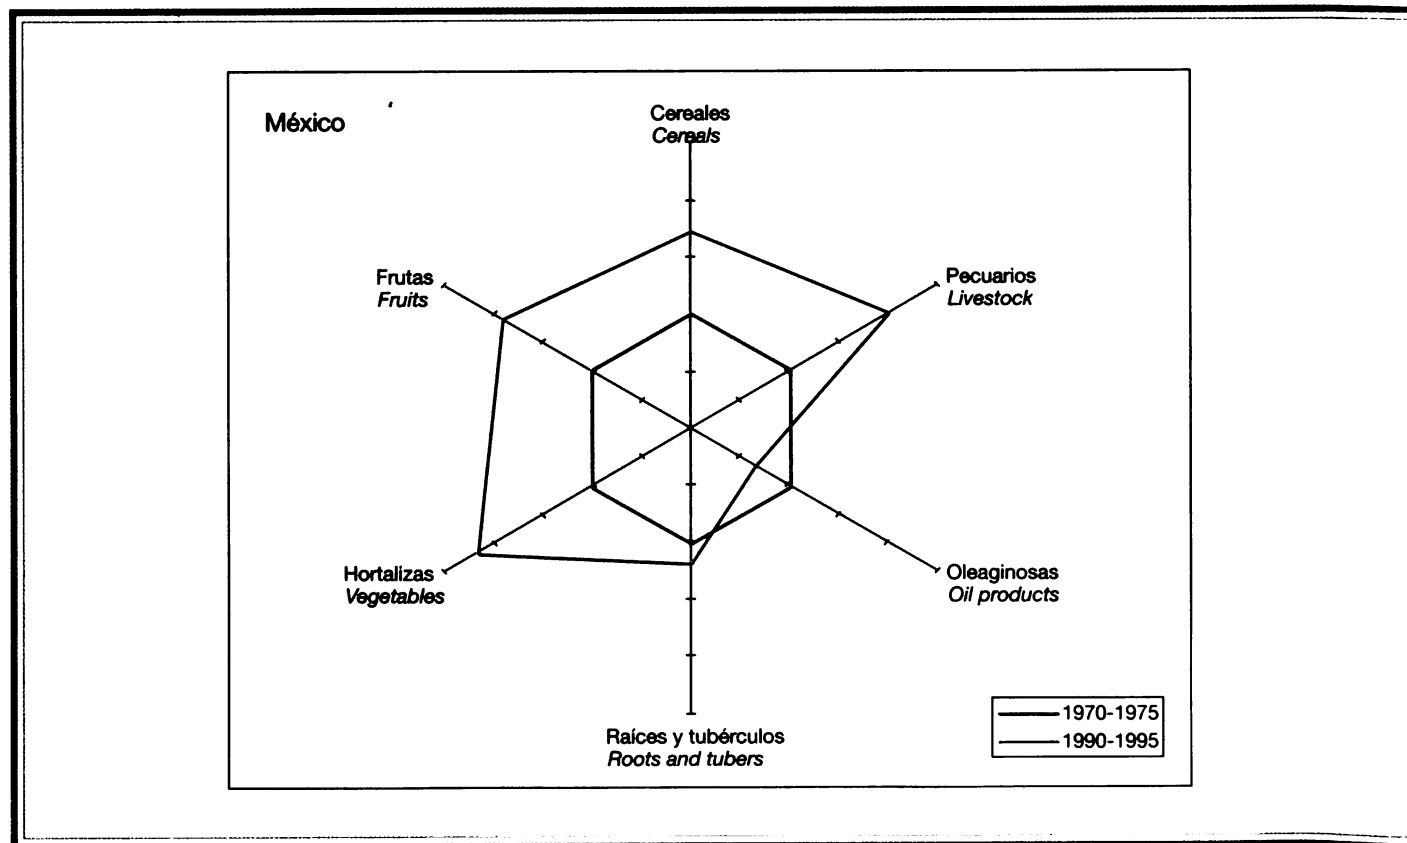 México
Cereales
Cereals
Frutas
Fruits
Pecuarios
Livestock
Hortalizas
Vegetables
Oleaginosas
Oil products
Raíces y tubérculos
Roots and tubers
1970-1975
1990-1995